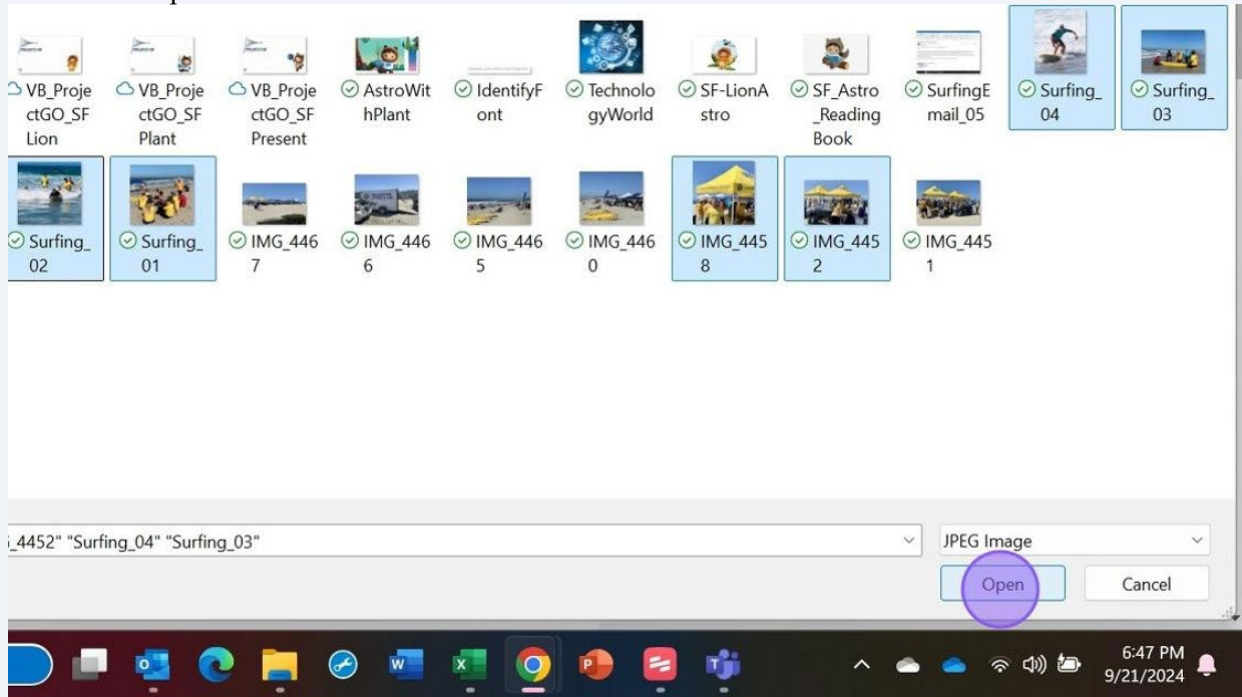 VB_Proje VB_Proje VB_Proje AstroWit IdentifyF Technolo SF-LionA SF_Astro SurfingE Surfing_ Surfing_
ctGO_SF ctGO_SF ctGO_SF hPlant ont gyWorld stro _Reading mail_05 04 03
Lion Plant Present Book
Surfing_ Surfing_ IMG_446 IMG_446 IMG_446 IMG_446 IMG_445 IMG_445 IMG_445
02 01 7 6 5 0 8 2 1
_4452" "Surfing_04" "Surfing_03" JPEG Image
Open Cancel
6:47 PM
9/21/2024